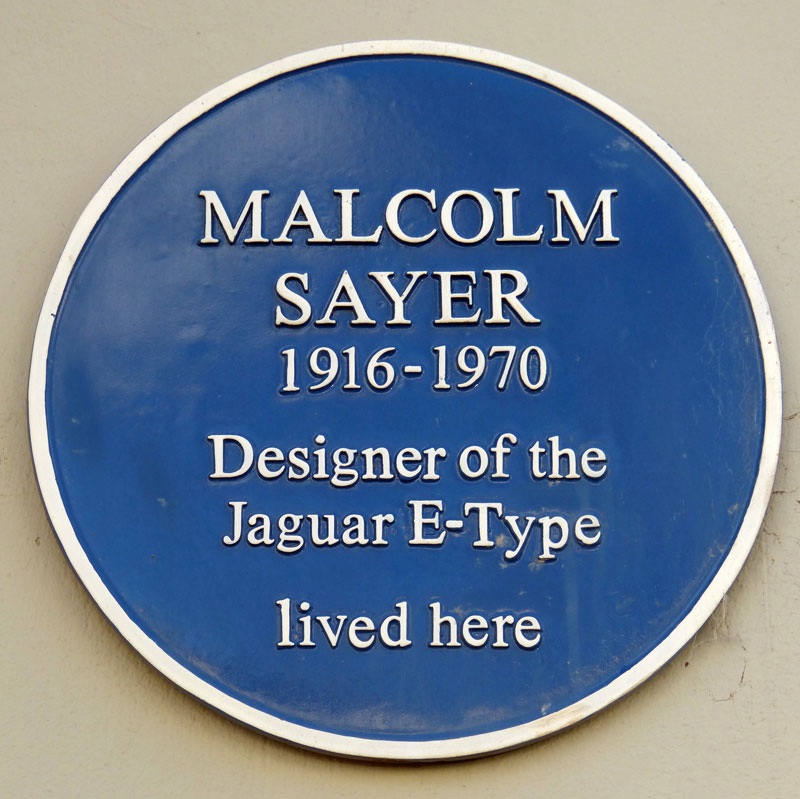 MALCOLM
SAYER
1916-1970
Designer of the
Jaguar E-Type
lived here